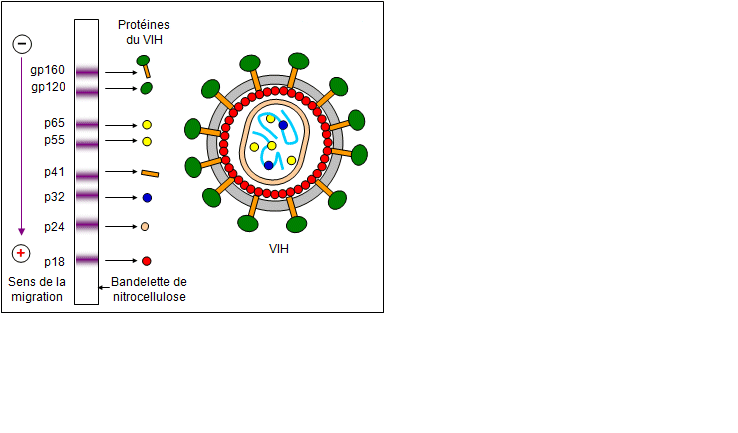 Protéines
du VIH
−
gp160
gp120
p65
p55
p41
p32
p24
+
p18
VIH
Sens de la
migration
Bandelette de
nitrocellulose